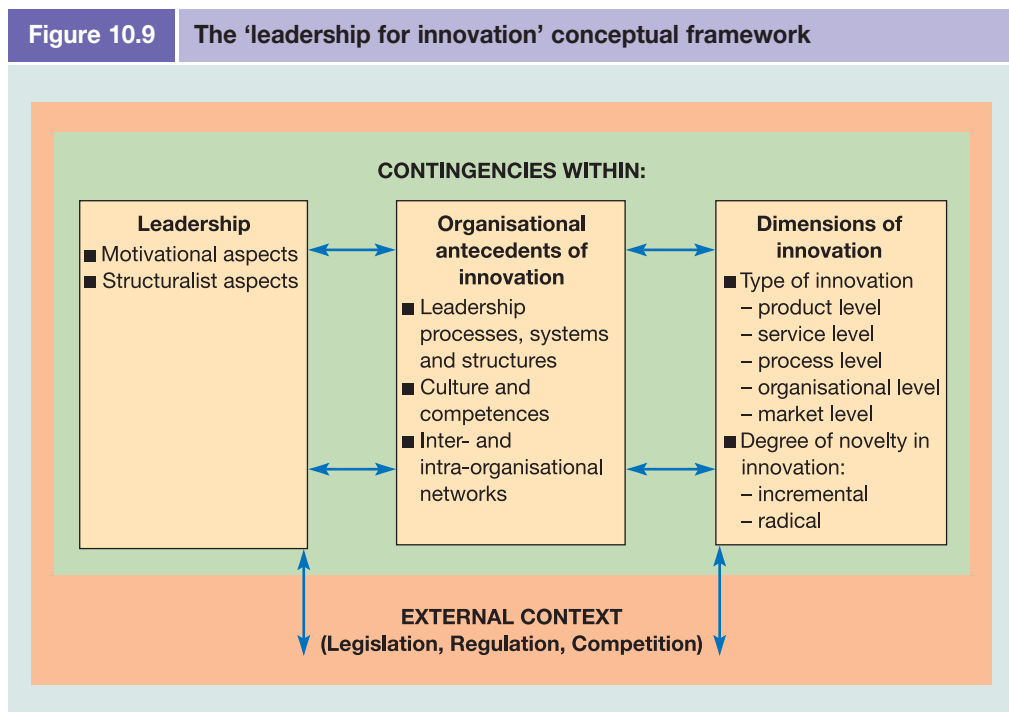 Figure 10.9
The ‘leadership for innovation’ conceptual framework
CONTINGENCIES WITHIN:
Leadership
■ Motivational aspects
■ Structuralist aspects
Organisational
antecedents of
innovation
■ Leadership
processes, systems
and structures
■ Culture and
competences
■ Inter- and
intra-organisational
networks
Dimensions of
innovation
■ Type of innovation
– product level
– service level
– process level
– organisational level
– market level
■ Degree of novelty in
innovation:
– incremental
– radical
EXTERNAL CONTEXT
(Legislation, Regulation, Competition)